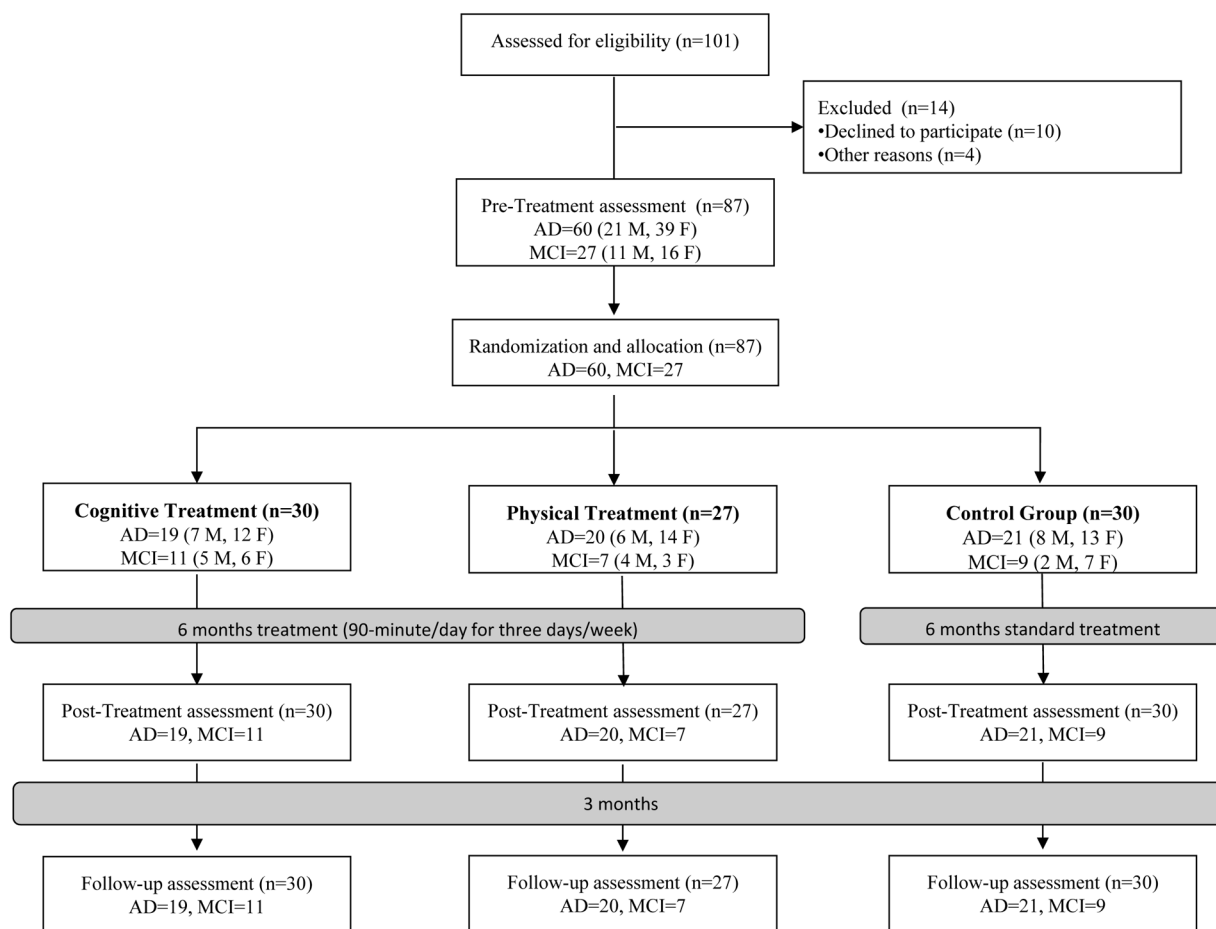 Assessed for eligibility (n=101)
Excluded  (n=14)
•Declined to participate (n=10)
•Other reasons (n=4)
Pre-Treatment assessment  (n=87)
AD=60 (21 M, 39 F)
MCI=27 (11 M, 16 F)
Randomization and allocation (n=87)
AD=60, MCI=27
Cognitive Treatment (n=30)
AD=19 (7 M, 12 F)
MCI=11 (5 M, 6 F)
Physical Treatment (n=27)
AD=20 (6 M, 14 F)
MCI=7 (4 M, 3 F)
Control Group (n=30)
AD=21 (8 M, 13 F)
MCI=9 (2 M, 7 F)
6 months treatment (90-minute/day for three days/week)
6 months standard treatment
Post-Treatment assessment (n=30)
AD=19, MCI=11
Post-Treatment assessment (n=27)
AD=20, MCI=7
Post-Treatment assessment (n=30)
AD=21, MCI=9
3 months
Follow-up assessment (n=30)
AD=19, MCI=11
Follow-up assessment (n=27)
AD=20, MCI=7
Follow-up assessment (n=30)
AD=21, MCI=9